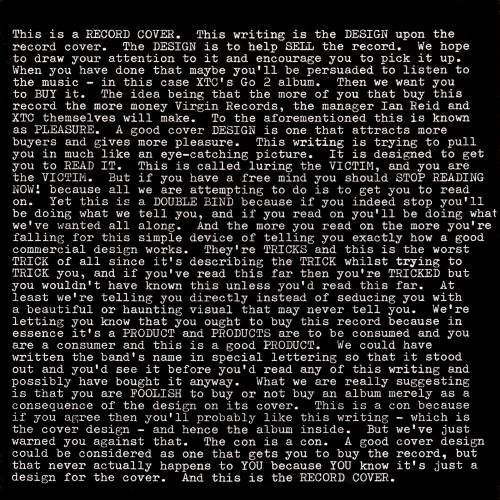 This is a RECORD COVER.  This writing is the DESIGN upon the
record cover.  The DESIGN is to help SELL the record.  We hope
to draw your attention to it and encourage you to pick it up.
When you have done that maybe you'll be persuaded to listen to
the music - in this case XTC's Go 2 album.  Then we want you
to BUY it.  The idea being that the more of you that buy this
record the more money Virgin Records, the manager Ian Reid and
XTC themselves will make.  To the aforementioned this is known
as PLEASURE.  A good cover DESIGN is one that attracts more
buyers and gives more pleasure.  This writing is trying to pull
you in much like an eye-catching picture.  It is designed to get
you to READ IT.  This is called luring the VICTIM, and you are
the VICTIM.  But if you have a free mind you should STOP READING
NOW! because all we are attempting to do is to get you to read
on.  Yet this is a DOUBLE BIND because if you indeed stop you'll
be doing what we tell you, and if you read on you'll be doing what
we've wanted all along.  And the more you read on the more you're
falling for this simple device of telling you exactly how a good
commercial design works.  They're TRICKS and this is the worst
TRICK of all since it's describing the TRICK whilst trying to
TRICK you, and if you've read this far then you're TRICKED but
you wouldn't have known this unless you'd read this far.  At
least we're telling you directly instead of seducing you with
a beautiful or haunting visual that may never tell you.  We're
letting you know that you ought to buy this record because in
essence it's a PRODUCT and PRODUCTS are to be consumed and you
are a consumer and this is a good PRODUCT.  We could have
written the band's name in special lettering so that it stood
out and you'd see it before you'd read any of this writing and
possibly have bought it anyway.  What we are really suggesting
is that you are FOOLISH to buy or not buy an album merely as a
consequence of the design on its cover.  This is a con because
if you agree then you'll probably like this writing - which is
the cover design - and hence the album inside.  But we've just
warned you against that.  The con is a con.  A good cover design
could be considered as one that gets you to buy the record, but
that never actually happens to YOU because YOU know it's just a
design for the cover.  And this is the RECORD COVER.